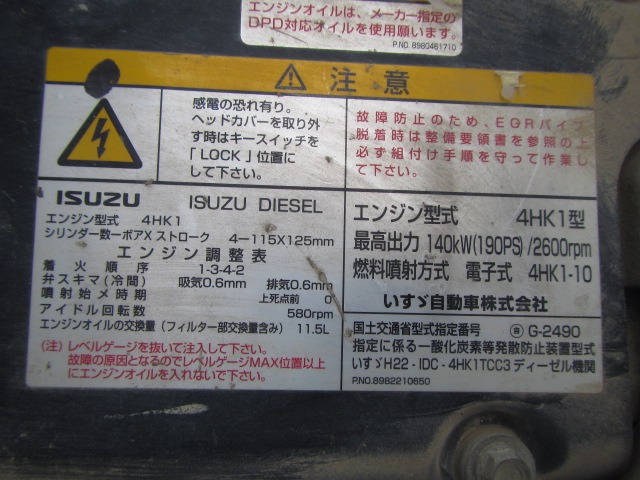 エンジンオイルは、メーカー指定の
DPD対応オイルを使用願います。
P.NO. 8980461710
注意
感電の恐れ有り。
ヘッドカバーを取り外
す時はキースイッチを
「LOCK」位置に
して下さい。
故障防止のため、EGRパイプ
脱着時は整備要領書を参照の上
必ず組付け手順を守って作業し
て下さい。
ISUZU ISUZU DIESEL
エンジン型式 4HK1
シリンダー数ーボアXストローク 4ー115X125mm
エンジン調整表
着火順序 1-3-4-2
弁スキマ(冷間) 吸気0.6mm 排気0.6mm
噴射始メ時期 上死点前 0
アイドル回転数 580rpm
エンジンオイルの交換量(フィルター部交換量含み) 11.5L
(注)レベルゲージを抜いて注入して下さい。
故障の原因となるのでレベルゲージMAX位置以上
にエンジンオイルを入れないで下さい。
エンジン型式 4HK1型
最高出力 140kW(190PS)/2600rpm
燃料噴射方式 電子式 4HK1-10
いすゞ自動車株式会社
国土交通省型式指定番号 G-2490
指定に係る一酸化炭素等発散防止装置型式
いすゞH22-IDC-4HK1TCC3ディーゼル機関
P.NO.8982210650